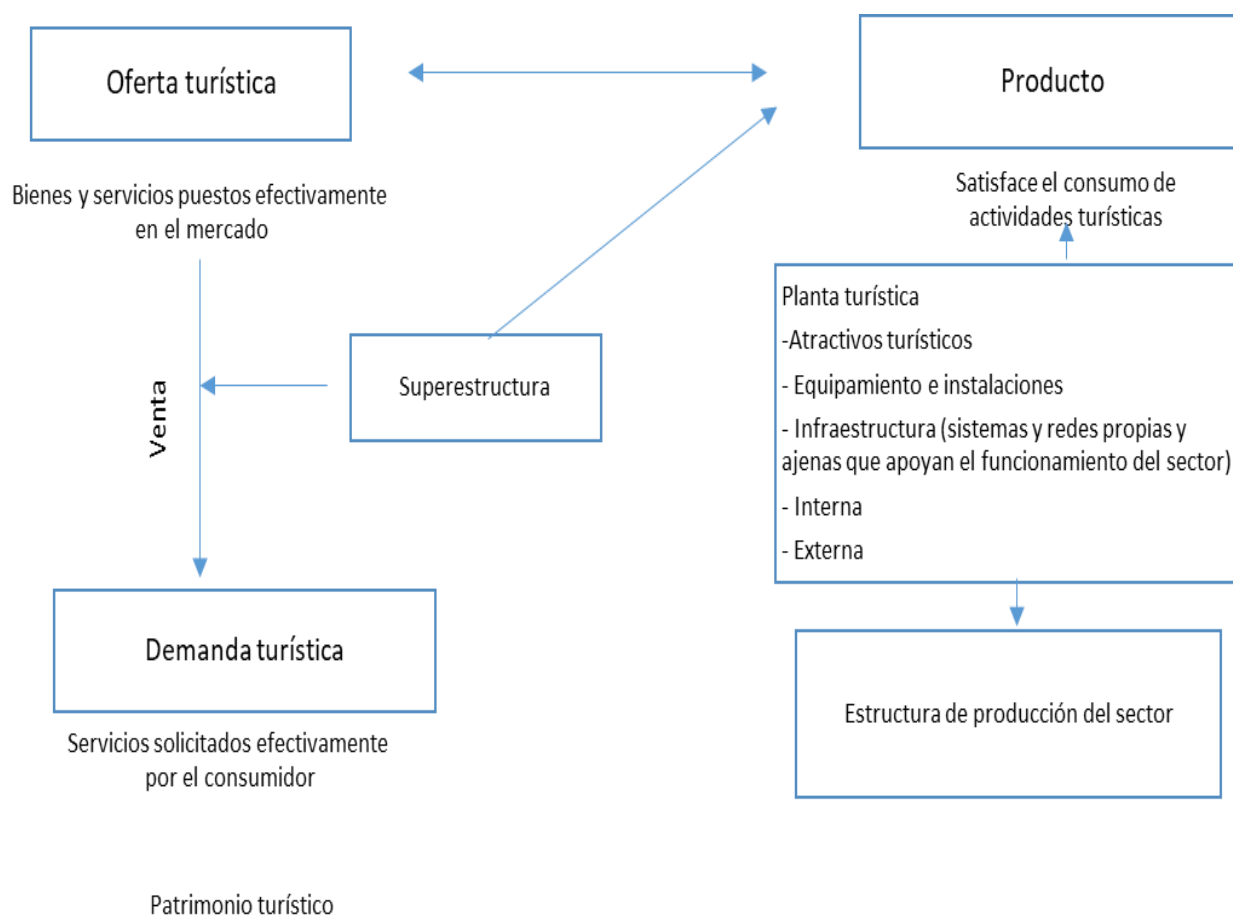 Oferta turística
Producto
Bienes y servicios puestos efectivamente
en el mercado
Satisface el consumo de
actividades turísticas
Planta turística
-Atractivos turísticos
- Equipamiento e instalaciones
- Infraestructura (sistemas y redes propias y
ajenas que apoyan el funcionamiento del sector)
- Interna
- Externa
Superestructura
Venta
Demanda turística
Servicios solicitados efectivamente
por el consumidor
Estructura de producción del sector
Patrimonio turístico